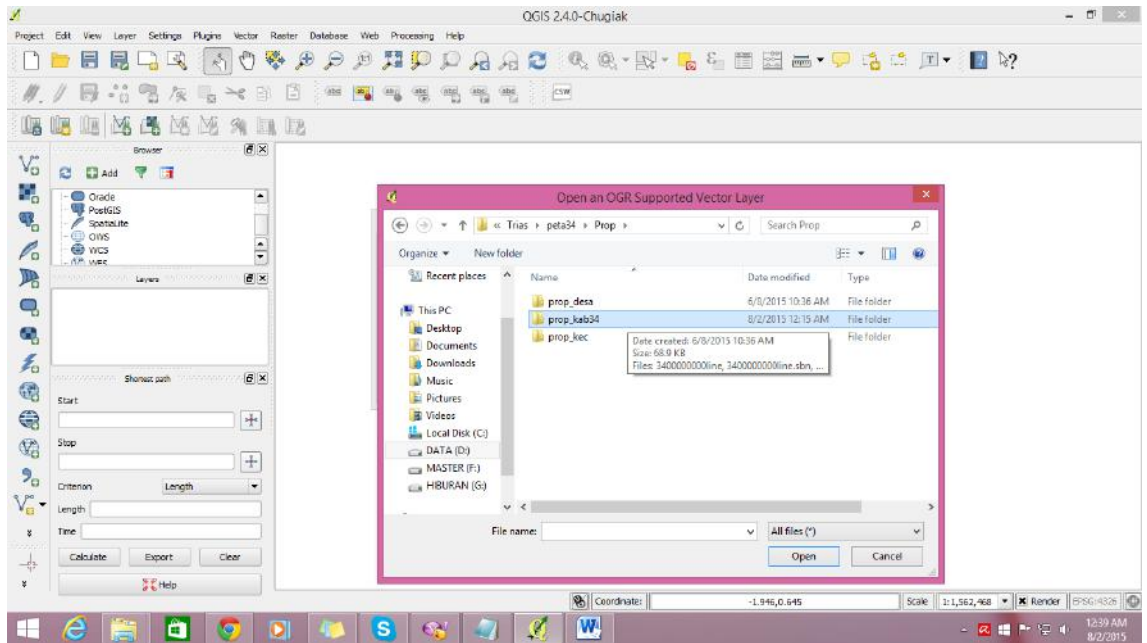 QGIS 2.4.0-Chugiak
Project Edit View Layer Settings Plugins Vector Raster Database Web Processing Help
CSW
Browser
Add
Oracle
PostGIS
SpatiaLite
OWS
WCS
WFS
Layers
Shortest path
Start
Stop
Criterion Length
Length
Time
Calculate Export Clear
Help
Open an OGR Supported Vector Layer
« Trias peta34 Prop
Search Prop
Organize New folder
Recent places
This PC
Desktop
Documents
Downloads
Music
Pictures
Videos
Local Disk (C:)
DATA (D:)
MASTER (F:)
HIBURAN (G:)
Name Date modified Type
prop_desa 6/8/2015 10:36 AM File folder
prop_kab34 8/2/2015 12:15 AM File folder
prop_kec File folder
Date created: 6/8/2015 10:36 AM
Size: 68.9 KB
Files: 3400000000line, 3400000000line.sbn, ...
File name: All files (*)
Open Cancel
Coordinate: -1.946,0.645 Scale 1:1,562,468 Render EPSG:4326
12:39 AM
8/2/2015